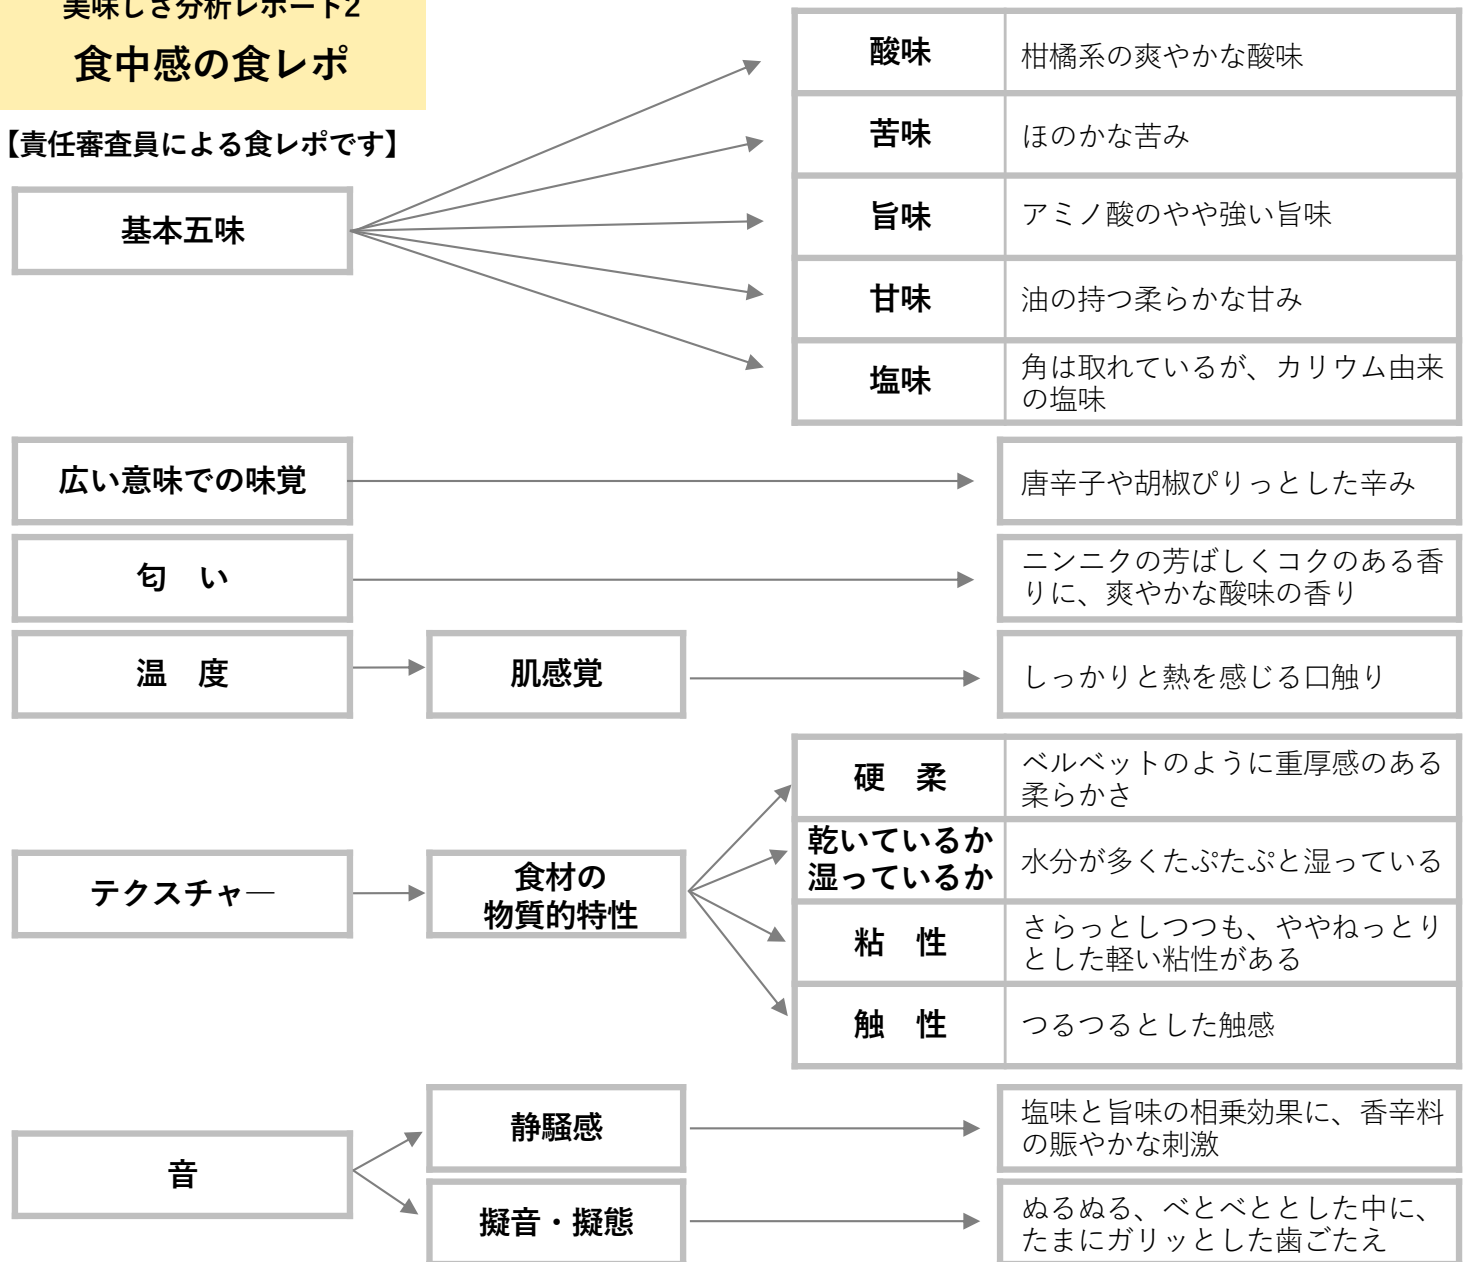 美味しさ分析レポート2
食中感の食レポ
【責任審査員による食レポです】
基本五味
酸味
柑橘系の爽やかな酸味
苦味
ほのかな苦み
旨味
アミノ酸のやや強い旨味
甘味
油の持つ柔らかな甘み
塩味
角は取れているが、カリウム由来
の塩味
広い意味での味覚
唐辛子や胡椒ぴりっとした辛み
匂　い
ニンニクの芳ばしくコクのある香
りに、爽やかな酸味の香り
温　度
肌感覚
しっかりと熱を感じる口触り
テクスチャ―
食材の
物質的特性
硬　柔
ベルベットのように重厚感のある
柔らかさ
乾いているか
湿っているか
水分が多くたぷたぷと湿っている
粘　性
さらっとしつつも、ややねっとり
とした軽い粘性がある
触　性
つるつるとした触感
音
静騒感
塩味と旨味の相乗効果に、香辛料
の賑やかな刺激
擬音・擬態
ぬるぬる、べとべととした中に、
たまにガリッとした歯ごたえ